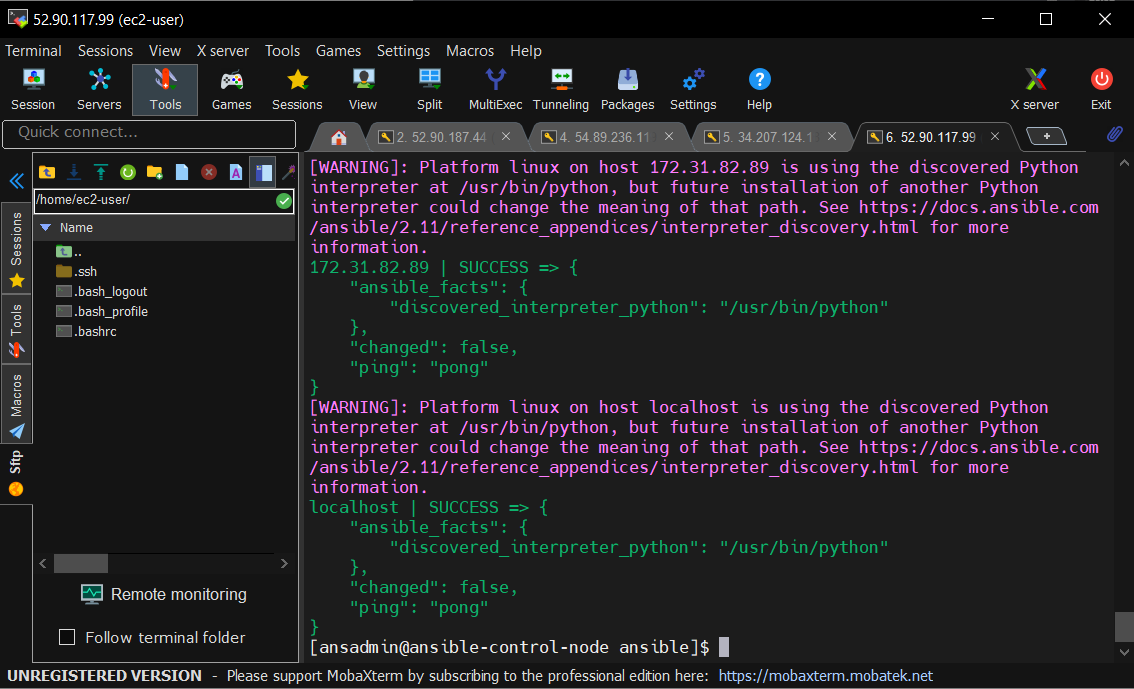 52.90.117.99 (ec2-user)
Terminal Sessions View X server Tools Games Settings Macros Help
Session Servers Tools Games Sessions View Split MultiExec Tunneling Packages Settings Help X server Exit
Quick connect...
2. 52.90.187.44 4. 54.89.236.11 5. 34.207.124.1 6. 52.90.117.99
/home/ec2-user/
Name
..
.ssh
.bash_logout
.bash_profile
.bashrc
Sessions
Tools
Macros
Sftp
Remote monitoring
Follow terminal folder
[WARNING]: Platform linux on host 172.31.82.89 is using the discovered Python
interpreter at /usr/bin/python, but future installation of another Python
interpreter could change the meaning of that path. See https://docs.ansible.com
/ansible/2.11/reference_appendices/interpreter_discovery.html for more
information.
172.31.82.89 | SUCCESS => {
    "ansible_facts": {
        "discovered_interpreter_python": "/usr/bin/python"
    },
    "changed": false,
    "ping": "pong"
}
[WARNING]: Platform linux on host localhost is using the discovered Python
interpreter at /usr/bin/python, but future installation of another Python
interpreter could change the meaning of that path. See https://docs.ansible.com
/ansible/2.11/reference_appendices/interpreter_discovery.html for more
information.
localhost | SUCCESS => {
    "ansible_facts": {
        "discovered_interpreter_python": "/usr/bin/python"
    },
    "changed": false,
    "ping": "pong"
}
[ansadmin@ansible-control-node ansible]$
UNREGISTERED VERSION - Please support MobaXterm by subscribing to the professional edition here: https://mobaxterm.mobatek.net